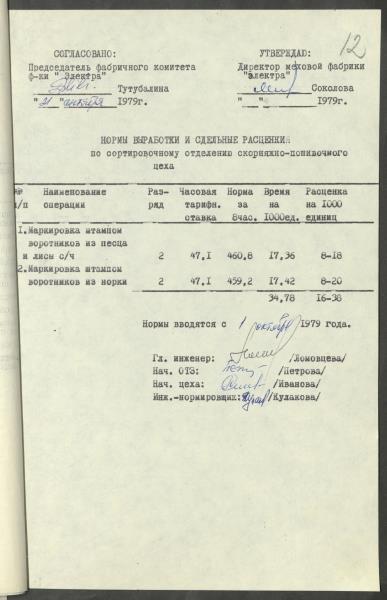 12
СОГЛАСОВАНО: УТВЕРЖДАЮ:
Председатель фабричного комитета Директор меховой фабрики
ф-ки "Электра" "Электра"
Тутубалина Соколова
"21" октября 1979г. " " 1979г.
НОРМЫ ВЫРАБОТКИ И СДЕЛЬНЫЕ РАСЦЕНКИ
по сортировочному отделению скорняжно-пошивочного
цеха
№ Наименование Раз- Часовая Норма Время Расценка
п/п операции ряд тарифн. за на на 1000
ставка 8час. 1000ед. единиц
1.Маркировка штампом
воротников из песца
и лисы с/ч 2 47,1 460,8 17,36 8-18
2.Маркировка штампом
воротников из норки 2 47,1 459,2 17,42 8-20
34,78 16-38
Нормы вводятся с 1 октября 1979 года.
Гл. инженер: /Ломовцева/
Нач. ОТЗ: /Петрова/
Нач. цеха: /Иванова/
Инж.-нормировщик: /Кулакова/